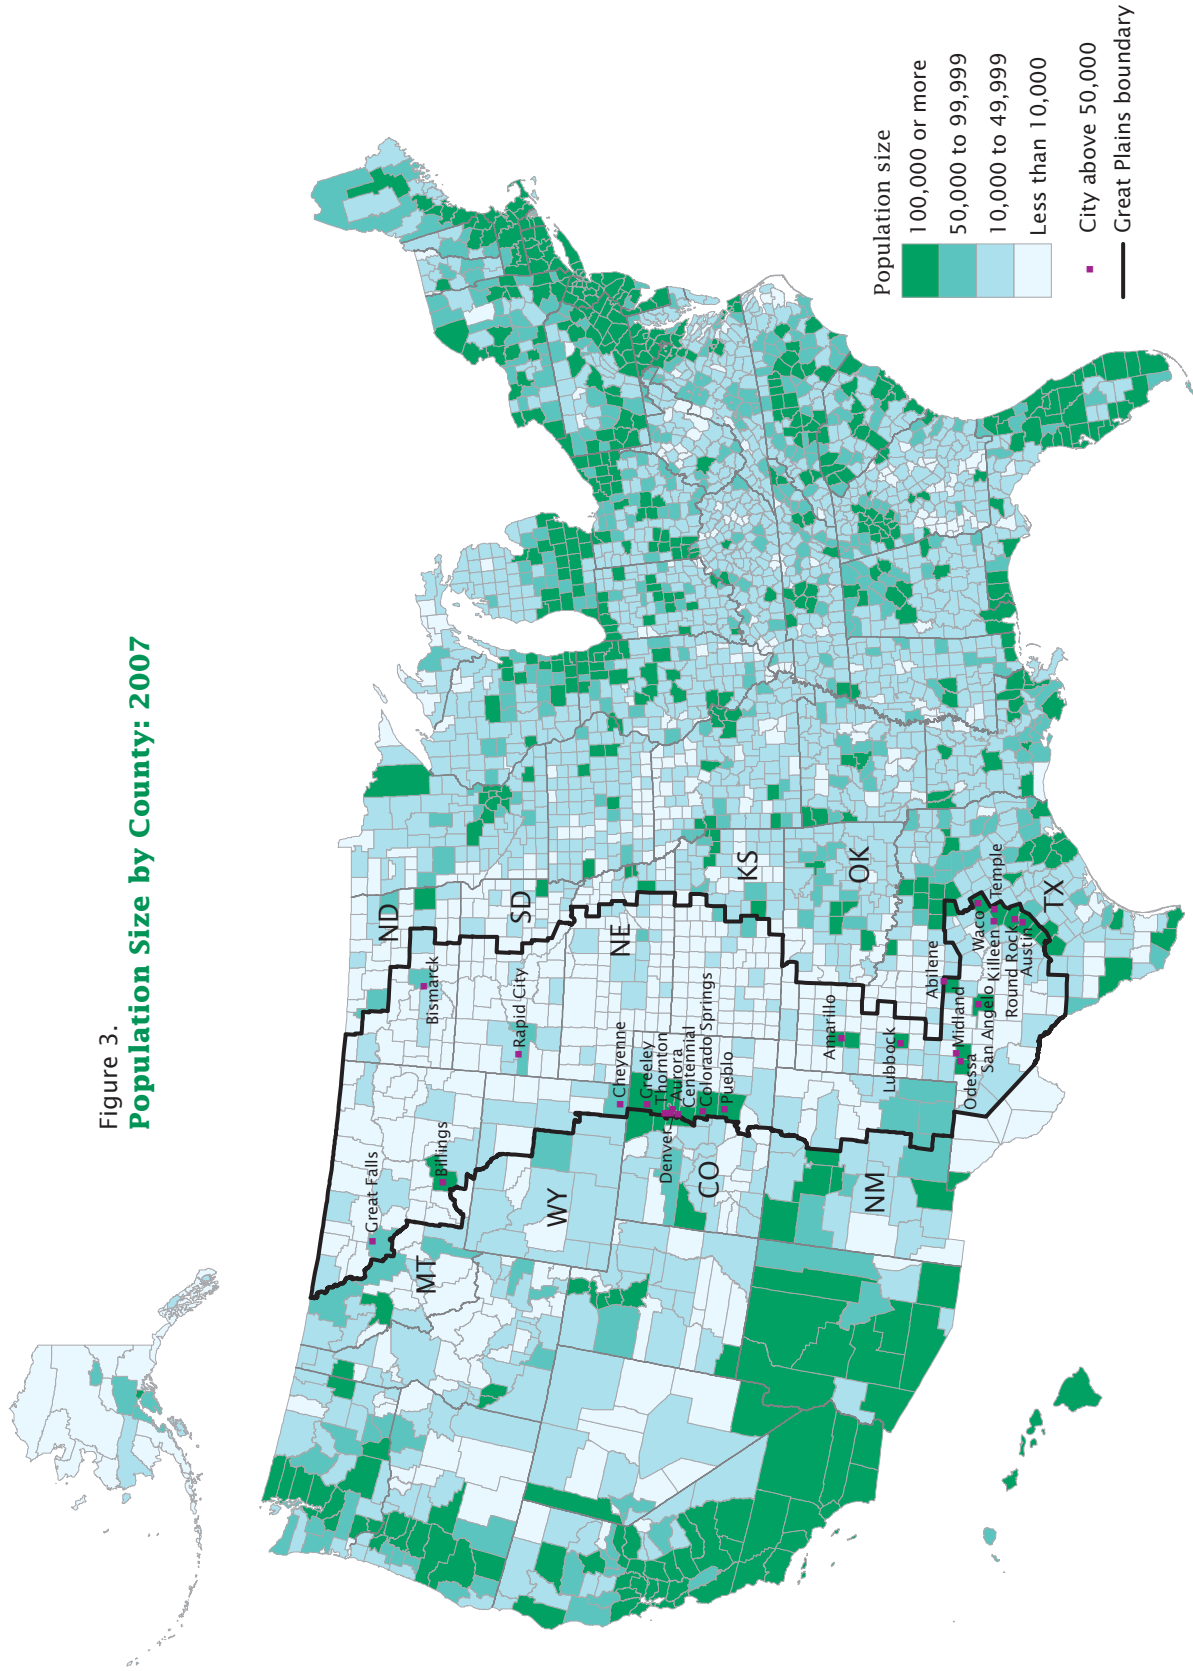 Figure 3.
Population Size by County: 2007
Great Falls
Billings
MT
Bismarck
ND
Rapid City
SD
WY
Cheyenne
NE
Greeley
Thornton
Aurora
Centennial
Denver
Colorado Springs
Pueblo
CO
KS
NM
Amarillo
OK
Lubbock
Abilene
Odessa
Midland
San Angelo
Waco
Killeen
Temple
Round Rock
Austin
TX
Population size
100,000 or more
50,000 to 99,999
10,000 to 49,999
Less than 10,000
City above 50,000
Great Plains boundary